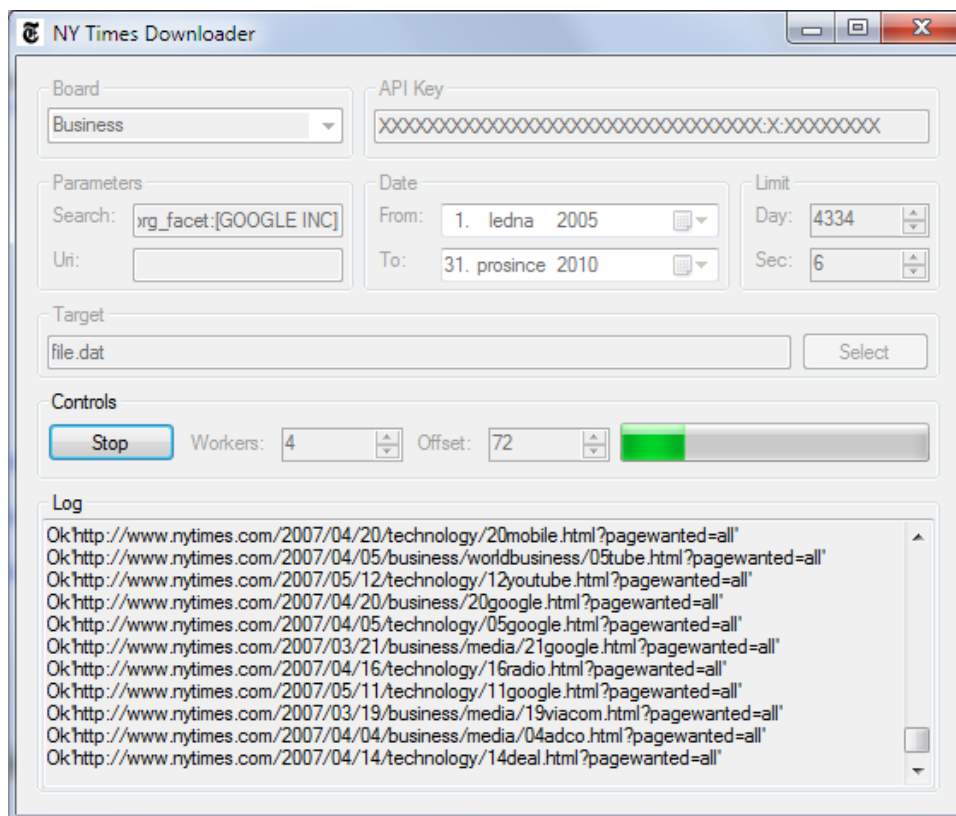 NY Times Downloader
Board
API Key
Business
XXXXXXXXXXXXXXXXXXXXXXXXXXXXXXXX:X:XXXXXXXX
Parameters
Date
Limit
Search: org_facet:[GOOGLE INC]
From: 1. ledna 2005
Day: 4334
Uri:
To: 31. prosince 2010
Sec: 6
Target
file.dat
Select
Controls
Stop Workers: 4 Offset: 72
Log
Ok'http://www.nytimes.com/2007/04/20/technology/20mobile.html?pagewanted=all'
Ok'http://www.nytimes.com/2007/04/05/business/worldbusiness/05tube.html?pagewanted=all'
Ok'http://www.nytimes.com/2007/05/12/technology/12youtube.html?pagewanted=all'
Ok'http://www.nytimes.com/2007/04/20/business/20google.html?pagewanted=all'
Ok'http://www.nytimes.com/2007/04/05/technology/05google.html?pagewanted=all'
Ok'http://www.nytimes.com/2007/03/21/business/media/21google.html?pagewanted=all'
Ok'http://www.nytimes.com/2007/04/16/technology/16radio.html?pagewanted=all'
Ok'http://www.nytimes.com/2007/05/11/technology/11google.html?pagewanted=all'
Ok'http://www.nytimes.com/2007/03/19/business/media/19viacom.html?pagewanted=all'
Ok'http://www.nytimes.com/2007/04/04/business/media/04adco.html?pagewanted=all'
Ok'http://www.nytimes.com/2007/04/14/technology/14deal.html?pagewanted=all'